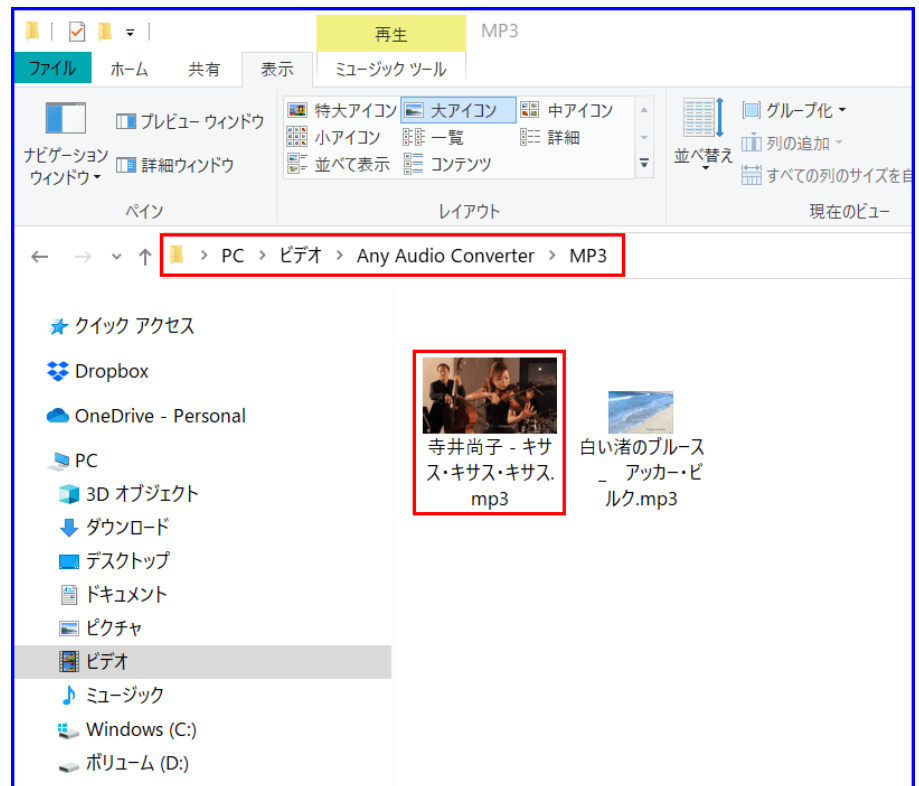 再生 MP3
ファイル ホーム 共有 表示 ミュージック ツール
ナビゲーション
ウィンドウ
プレビュー ウィンドウ
詳細ウィンドウ
特大アイコン 大アイコン 中アイコン
小アイコン 一覧 詳細
並べて表示 コンテンツ
並べ替え
グループ化
列の追加
すべての列のサイズを自
ペイン レイアウト 現在のビュー
PC > ビデオ > Any Audio Converter > MP3
クイック アクセス
Dropbox
OneDrive - Personal
PC
3D オブジェクト
ダウンロード
デスクトップ
ドキュメント
ピクチャ
ビデオ
ミュージック
Windows (C:)
ボリューム (D:)
寺井尚子 - キサ
ス・キサス・キサス.
mp3
白い渚のブルース
_ アッカー・ビ
ルク.mp3